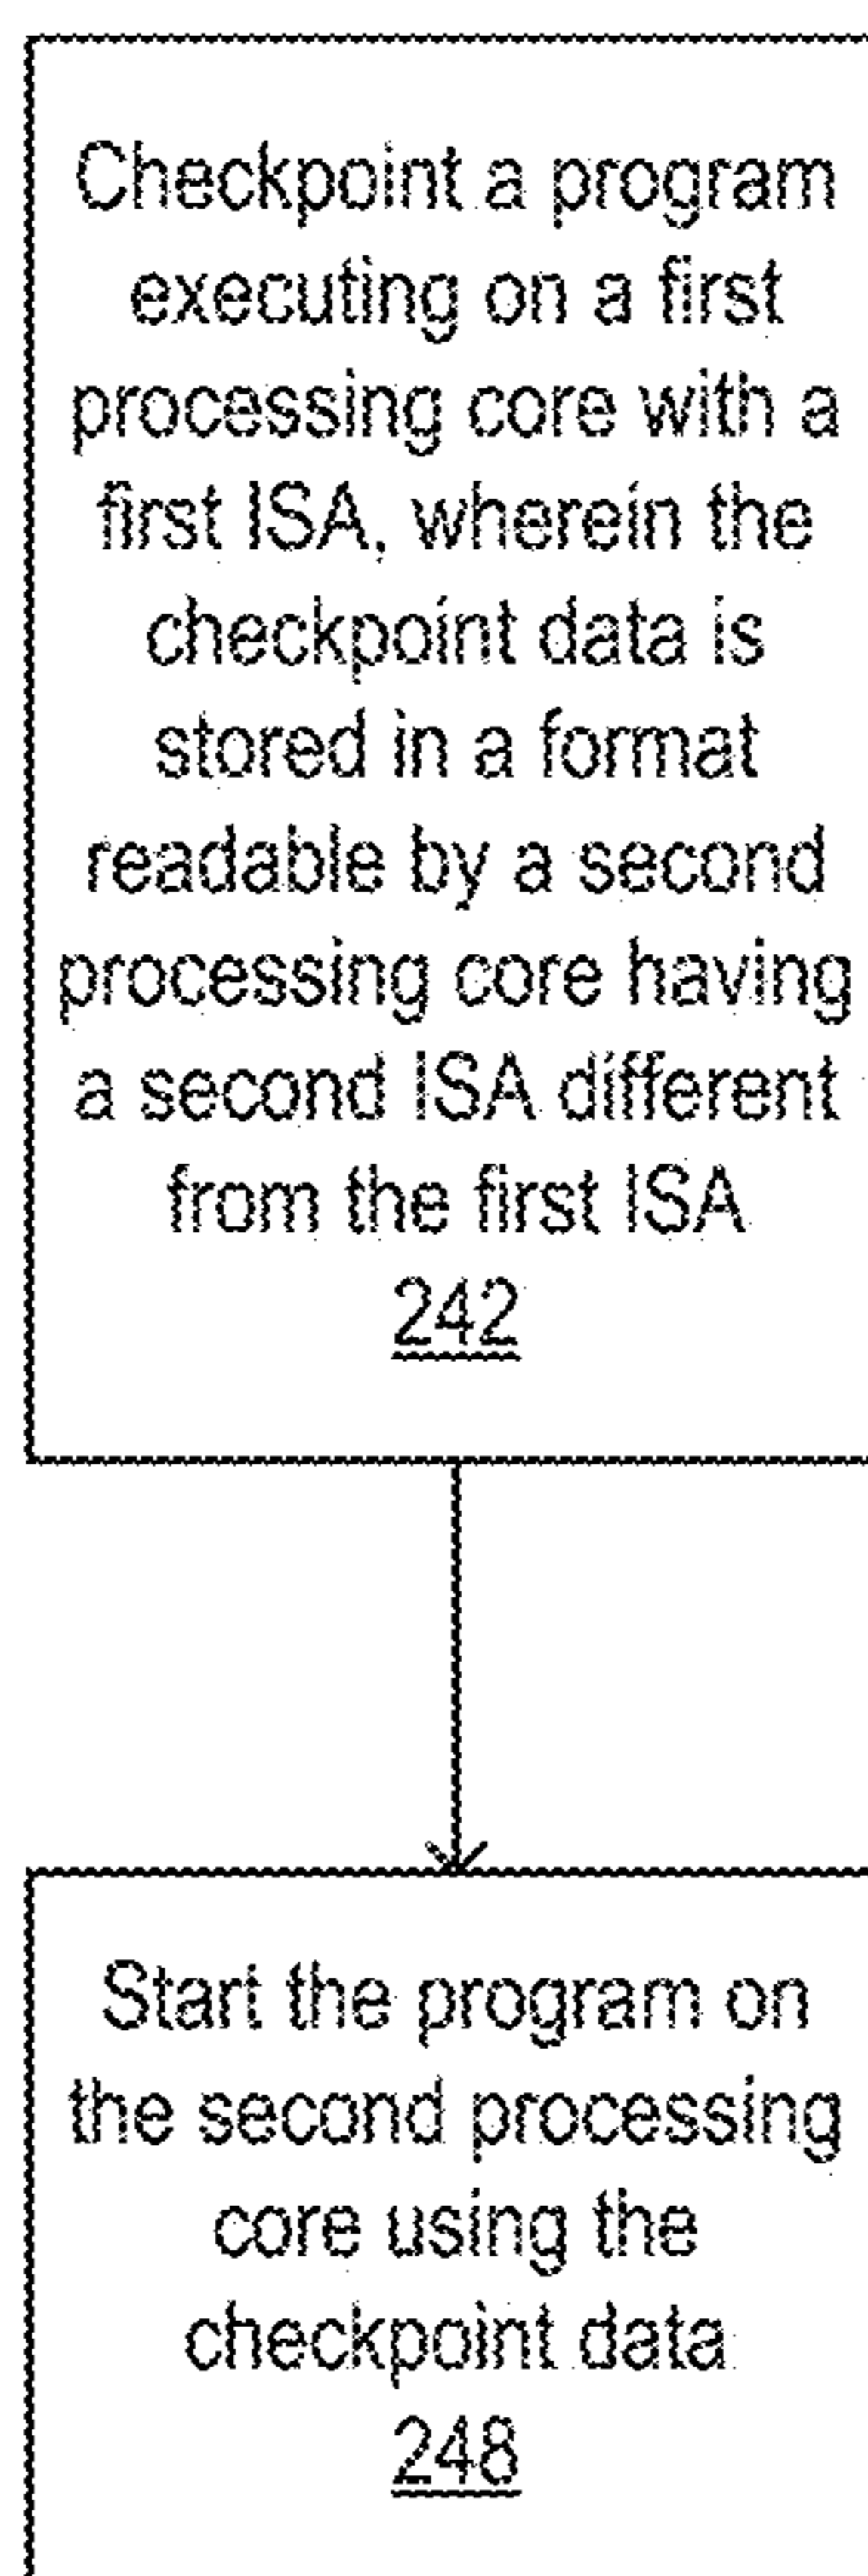 Checkpoint a program
executing on a first
processing core with a
first ISA, wherein the
checkpoint data is
stored in a format
readable by a second
processing core having
a second ISA different
from the first ISA
242
Start the program on
the second processing
core using the
checkpoint data
248